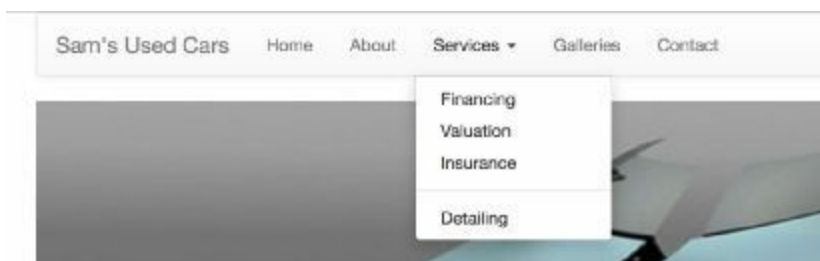 Sam's Used Cars Home About Services Galleries Contact
Financing
Valuation
Insurance
Detailing